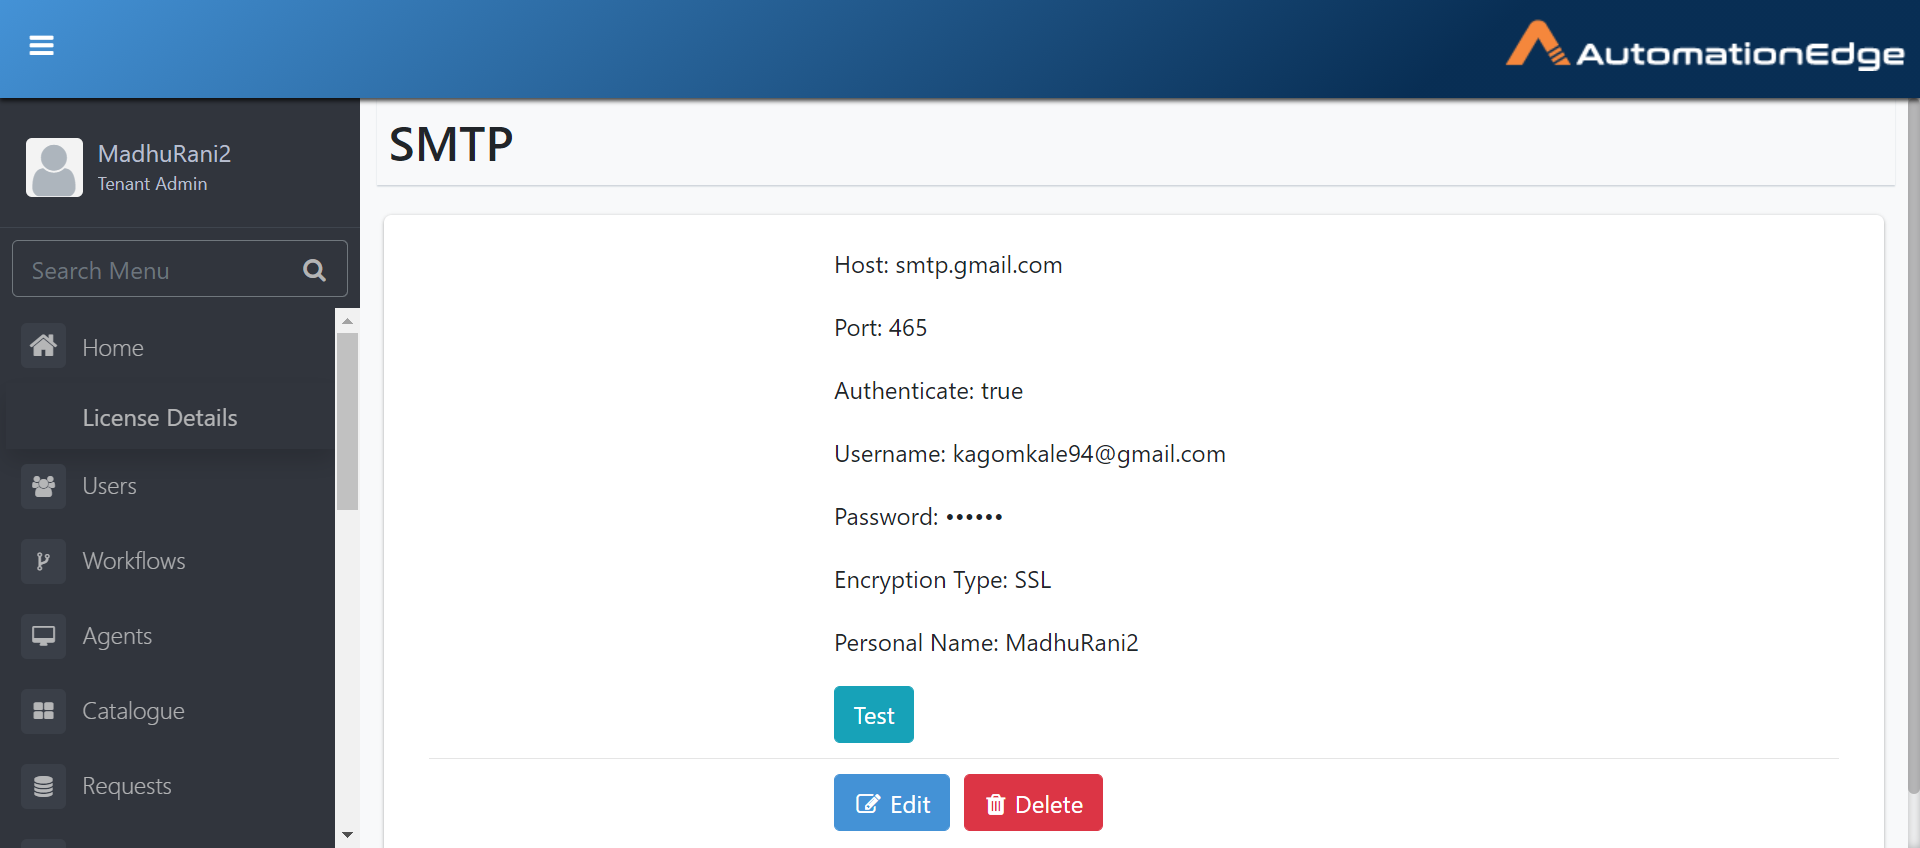 AutomationEdge
MadhuRani2
Tenant Admin
Search Menu
Home
License Details
Users
Workflows
Agents
Catalogue
Requests
SMTP
Host: smtp.gmail.com
Port: 465
Authenticate: true
Username: kagomkale94@gmail.com
Password: ••••••
Encryption Type: SSL
Personal Name: MadhuRani2
Test
Edit
Delete